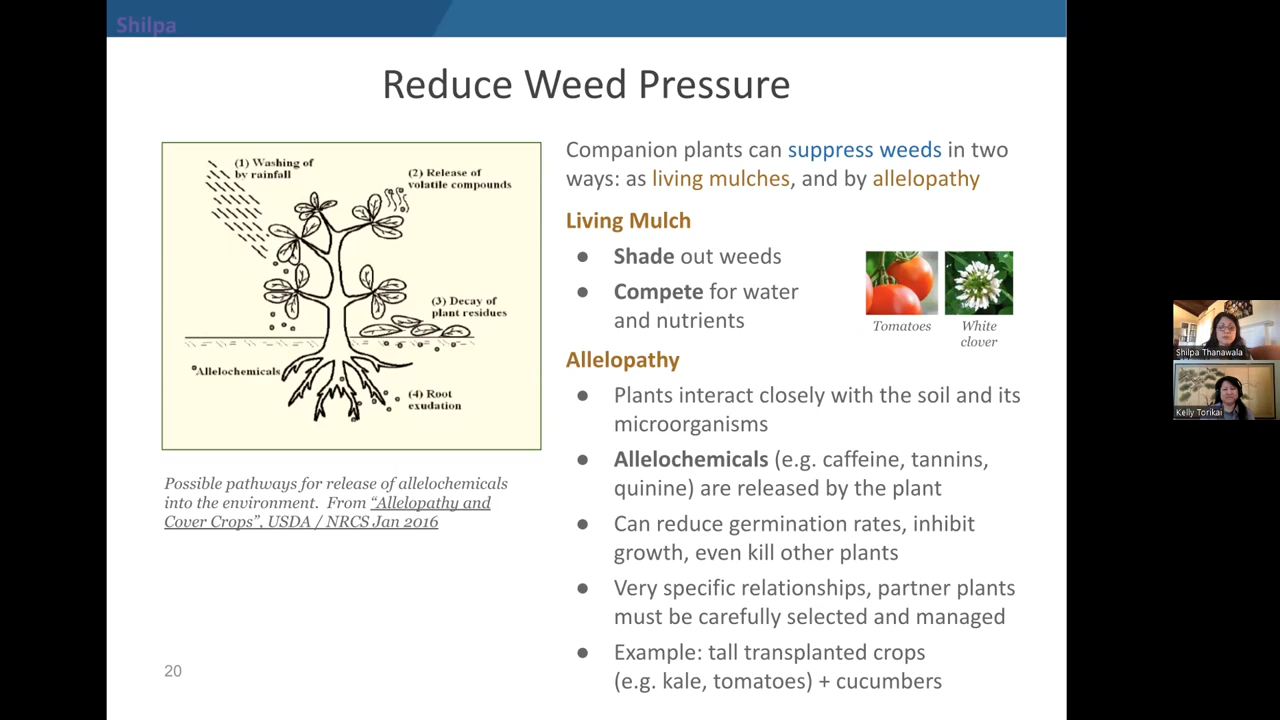 Shilpa
Reduce Weed Pressure
(1) Washing of
by rainfall
(2) Release of
volatile compounds
(3) Decay of
plant residues
Allelochemicals
(4) Root
exudation
Possible pathways for release of allelochemicals
into the environment. From “Allelopathy and
Cover Crops”, USDA / NRCS Jan 2016
20
Companion plants can suppress weeds in two
ways: as living mulches, and by allelopathy
Living Mulch
● Shade out weeds
● Compete for water
and nutrients
Tomatoes
White
clover
Allelopathy
● Plants interact closely with the soil and its
microorganisms
● Allelochemicals (e.g. caffeine, tannins,
quinine) are released by the plant
● Can reduce germination rates, inhibit
growth, even kill other plants
● Very specific relationships, partner plants
must be carefully selected and managed
● Example: tall transplanted crops
(e.g. kale, tomatoes) + cucumbers
Shilpa Thanawala
Kelly Torikai